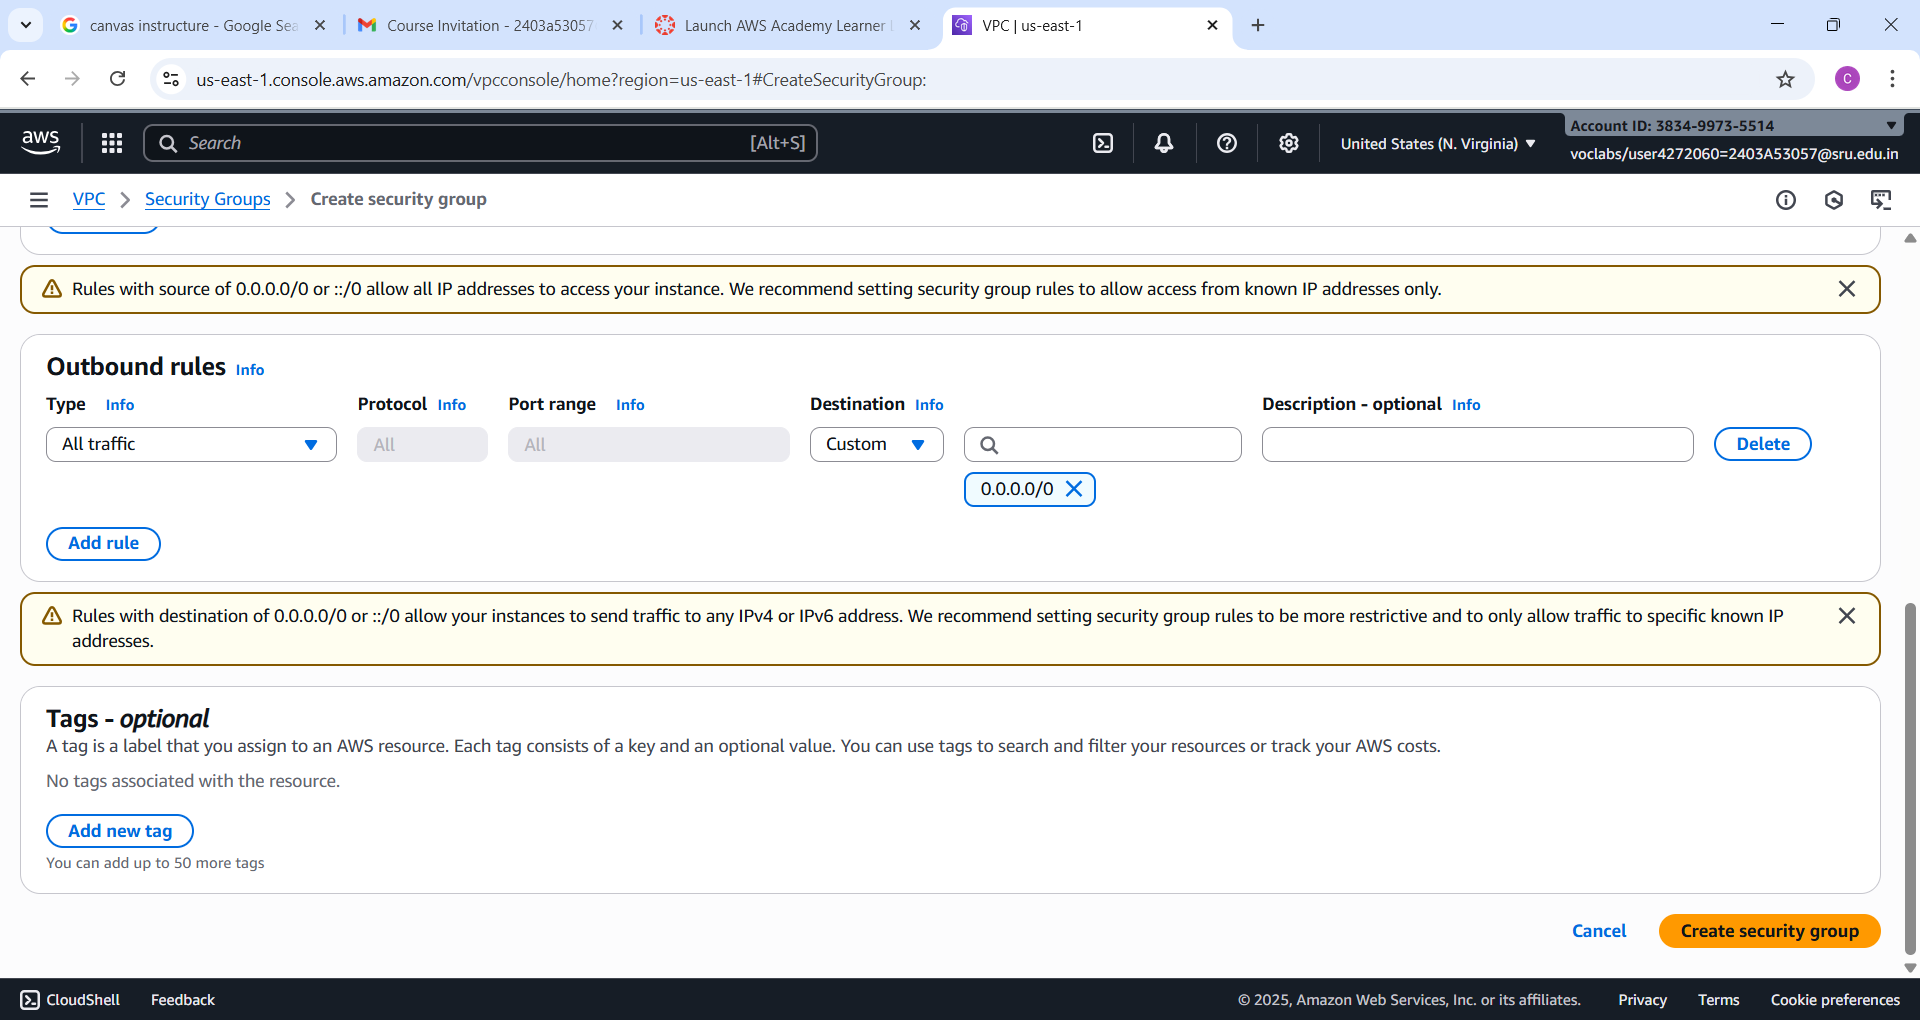 canvas instructure - Google Sea
Course Invitation - 2403a53057
Launch AWS Academy Learner L
VPC | us-east-1
us-east-1.console.aws.amazon.com/vpcconsole/home?region=us-east-1#CreateSecurityGroup:
C
aws
Search
[Alt+S]
United States (N. Virginia)
Account ID: 3834-9973-5514
voclabs/user4272060=2403A53057@sru.edu.in
VPC
Security Groups
Create security group
Rules with source of 0.0.0.0/0 or ::/0 allow all IP addresses to access your instance. We recommend setting security group rules to allow access from known IP addresses only.
Outbound rules Info
Type Info
Protocol Info
Port range Info
Destination Info
Description - optional Info
All traffic
All
All
Custom
Delete
0.0.0.0/0
Add rule
Rules with destination of 0.0.0.0/0 or ::/0 allow your instances to send traffic to any IPv4 or IPv6 address. We recommend setting security group rules to be more restrictive and to only allow traffic to specific known IP
addresses.
Tags - optional
A tag is a label that you assign to an AWS resource. Each tag consists of a key and an optional value. You can use tags to search and filter your resources or track your AWS costs.
No tags associated with the resource.
Add new tag
You can add up to 50 more tags
Cancel
Create security group
CloudShell
Feedback
© 2025, Amazon Web Services, Inc. or its affiliates.
Privacy
Terms
Cookie preferences